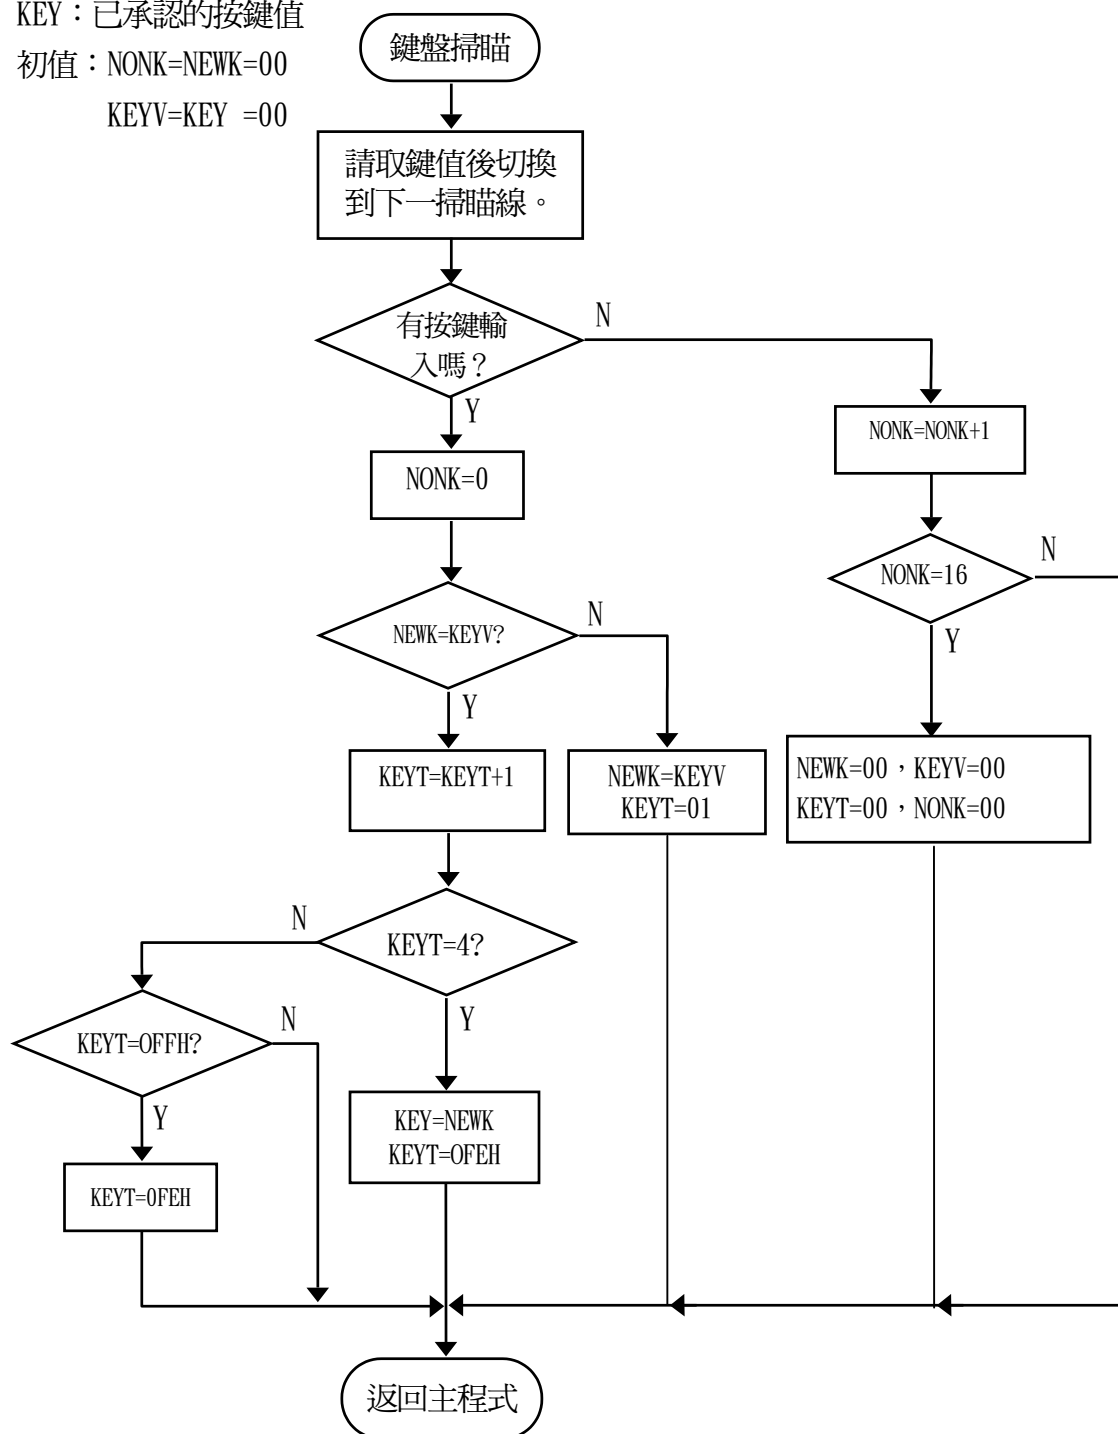 KEY：已承認的按鍵值
初值：NONK=NEWK=00
KEYV=KEY =00
鍵盤掃瞄
請取鍵值後切換
到下一掃瞄線。
有按鍵輸
入嗎？
N
Y
NONK=NONK+1
NONK=0
NONK=16
N
Y
NEWK=KEYV?
N
Y
KEYT=KEYT+1
NEWK=KEYV
KEYT=01
NEWK=00，KEYV=00
KEYT=00，NONK=00
KEYT=4?
N
Y
KEYT=OFFH?
N
Y
KEY=NEWK
KEYT=OFEH
KEYT=0FEH
返回主程式